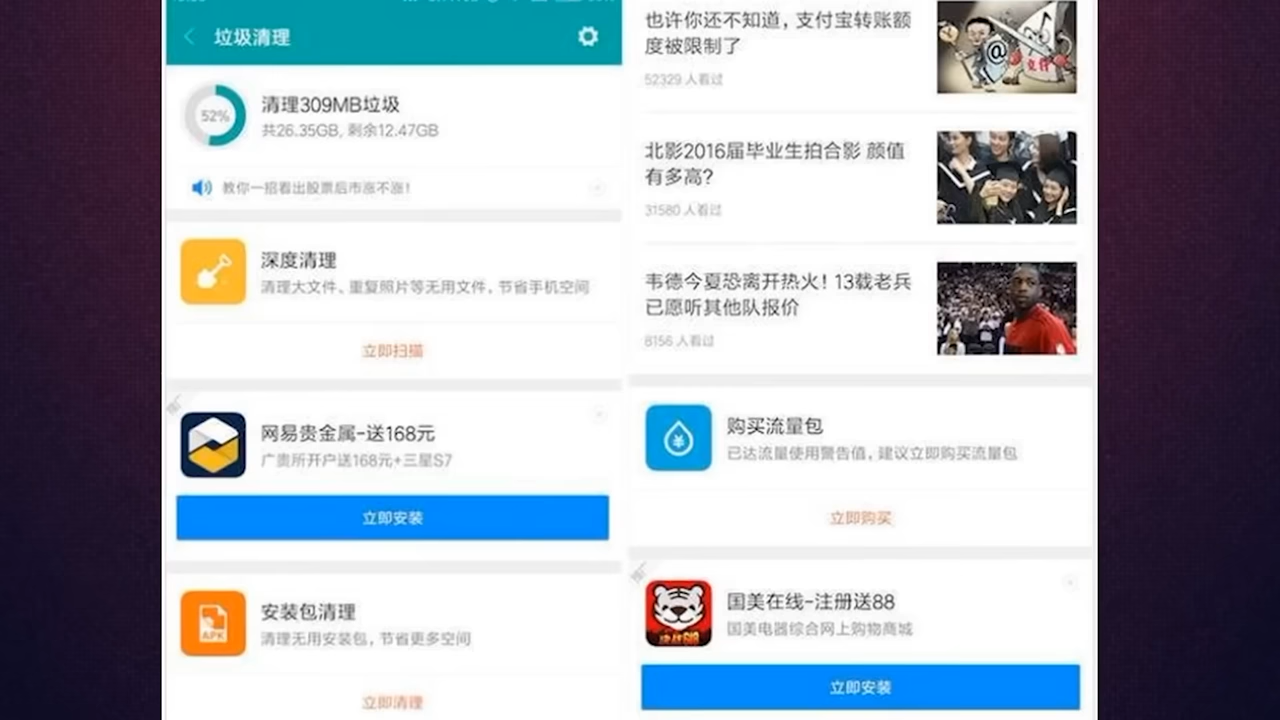 垃圾清理
52%
清理309MB垃圾
共26.35GB, 剩余12.47GB
教你一招看出股票后市涨不涨!
深度清理
清理大文件、重复照片等无用文件,节省手机空间
立即扫描
推广
网易贵金属-送168元
广贵所开户送168元+三星S7
立即安装
APK
安装包清理
清理无用安装包,节省更多空间
立即清理
也许你还不知道,支付宝转账额
度被限制了
52329 人看过
@
北影2016届毕业生拍合影 颜值
有多高?
31580 人看过
韦德今夏恐离开热火! 13载老兵
已愿听其他队报价
8156 人看过
购买流量包
已达流量使用警告值,建议立即购买流量包
立即购买
推广
国美在线-注册送88
国美电器综合网上购物商城
立即安装